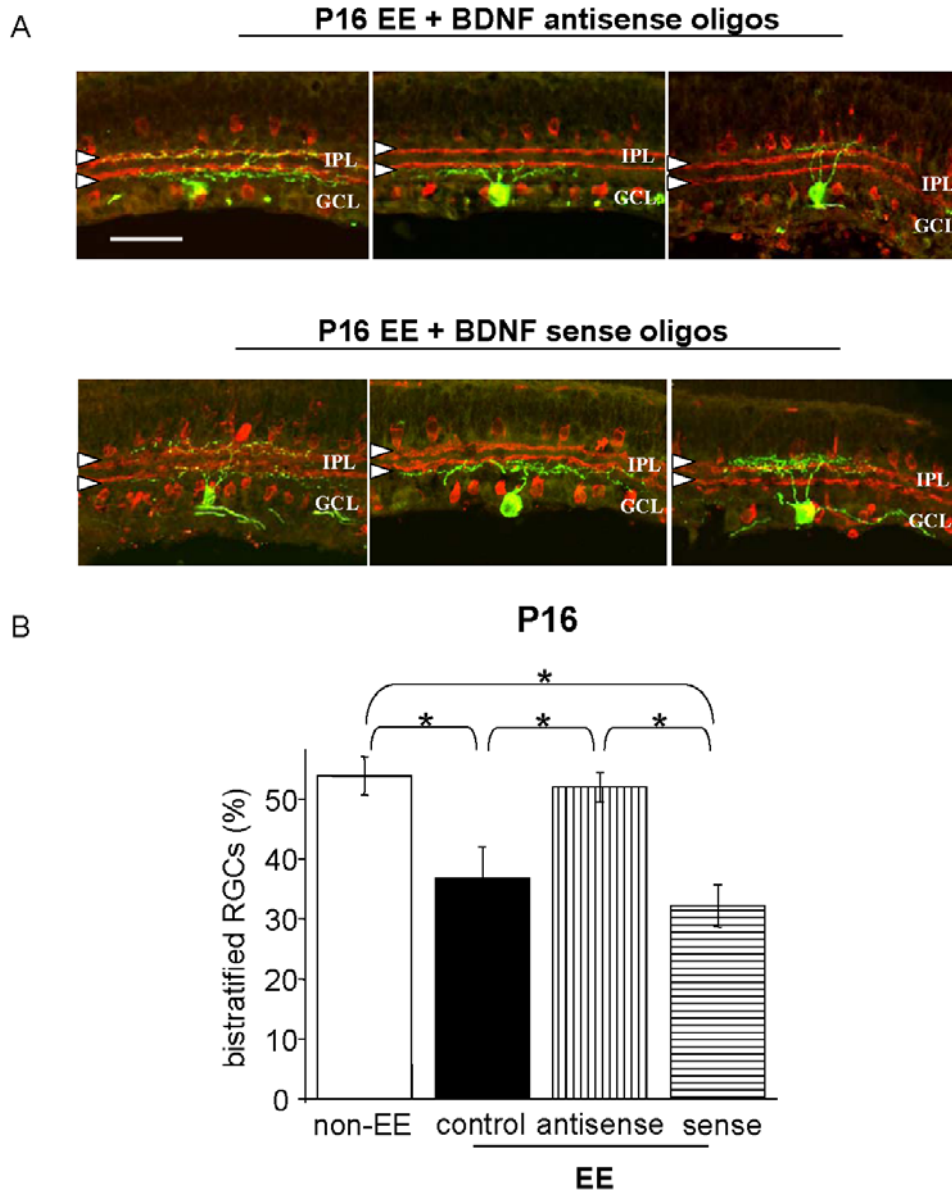 A
P16 EE + BDNF antisense oligos
IPL
GCL
IPL
GCL
IPL
GCL
P16 EE + BDNF sense oligos
IPL
GCL
IPL
GCL
IPL
GCL
B
P16
* 
* * *
bistratified RGCs (%)
50
40
30
20
10
0
non-EE control antisense sense
EE